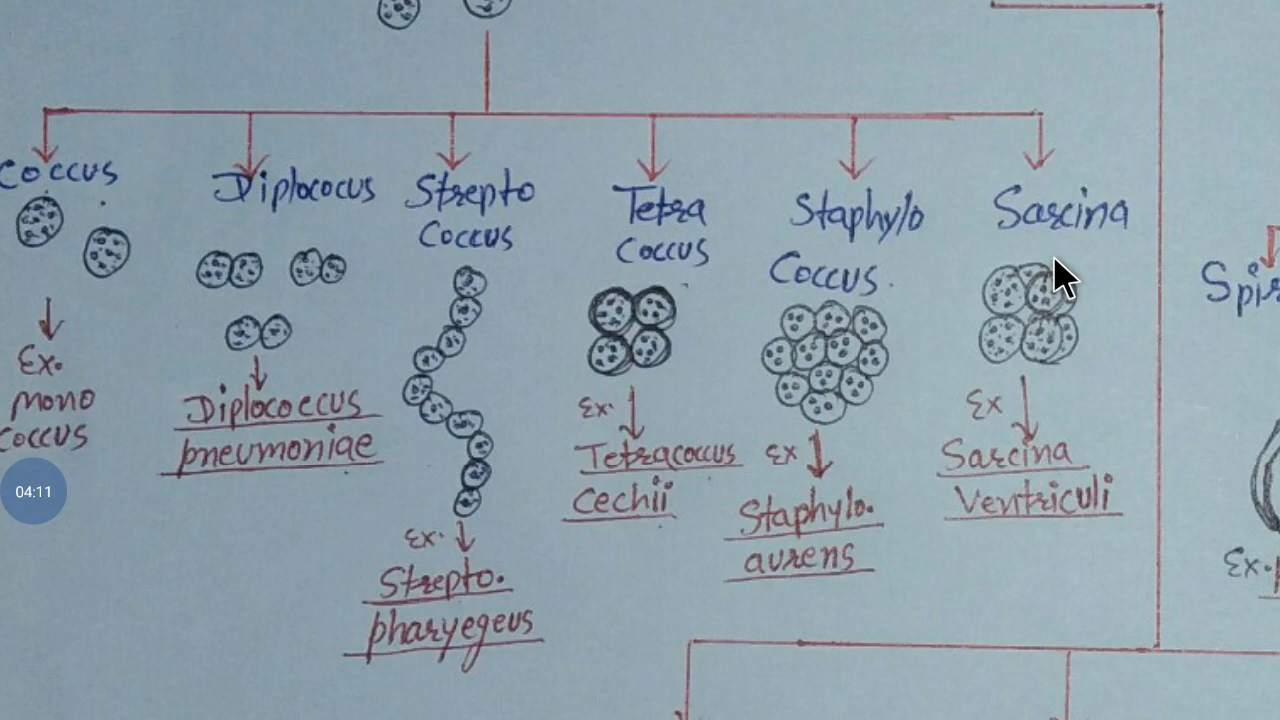 Coccus
Diplococus
Strepto
Coccus
Tetra
Coccus
Staphylo
Coccus
Sarcina
Ex.
mono
coccus
Diplococcus
pneumoniae
Ex.
Strepto.
pharyegeus
Ex.
Tetracoccus
cechii
Ex
Staphylo.
aurens
Ex
Sarcina
Ventriculi
Ex.
04:11